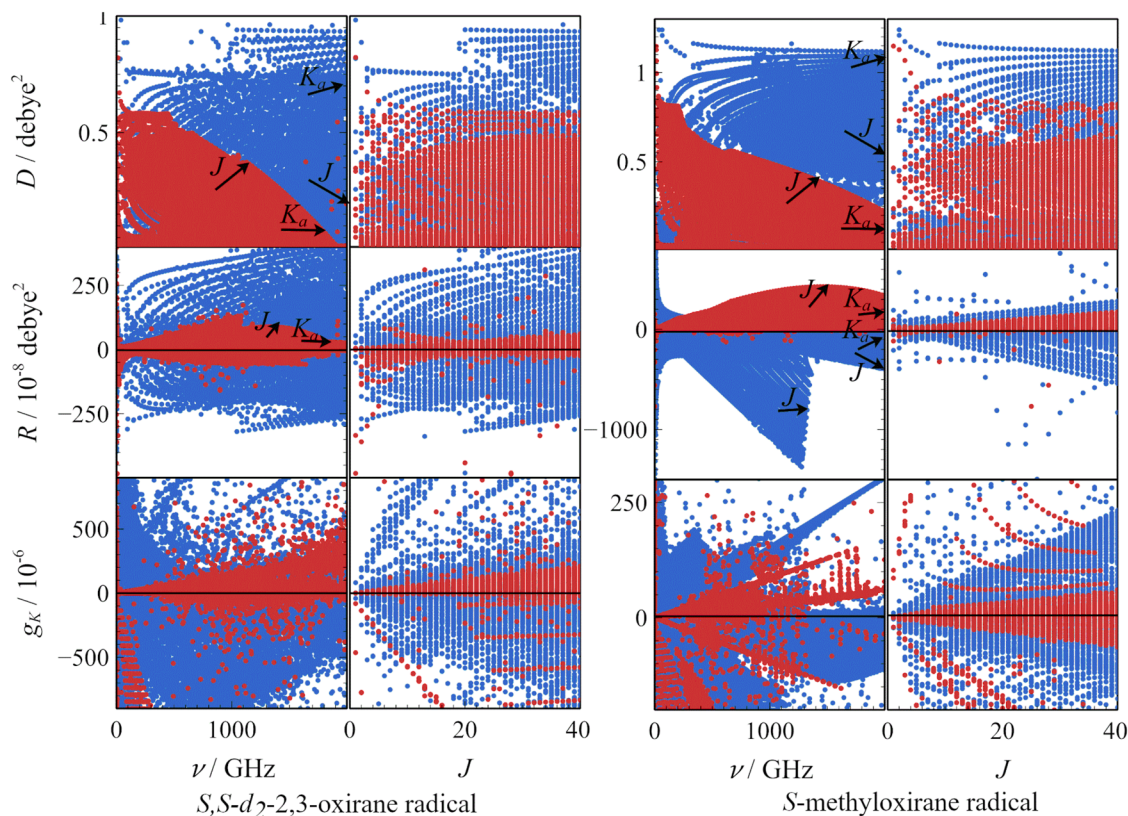 D / debye²
1
0.5
K_a
J
J
K_a
R / 10⁻⁸ debye²
250
0
−250
J
K_a
g_K / 10⁻⁶
500
0
−500
0
1000
0
20
40
ν / GHz
J
S,S-d₂-2,3-oxirane radical
1
0.5
K_a
J
J
K_a
0
−1000
J
K_a
K_a
J
J
250
0
0
1000
0
20
40
ν / GHz
J
S-methyloxirane radical